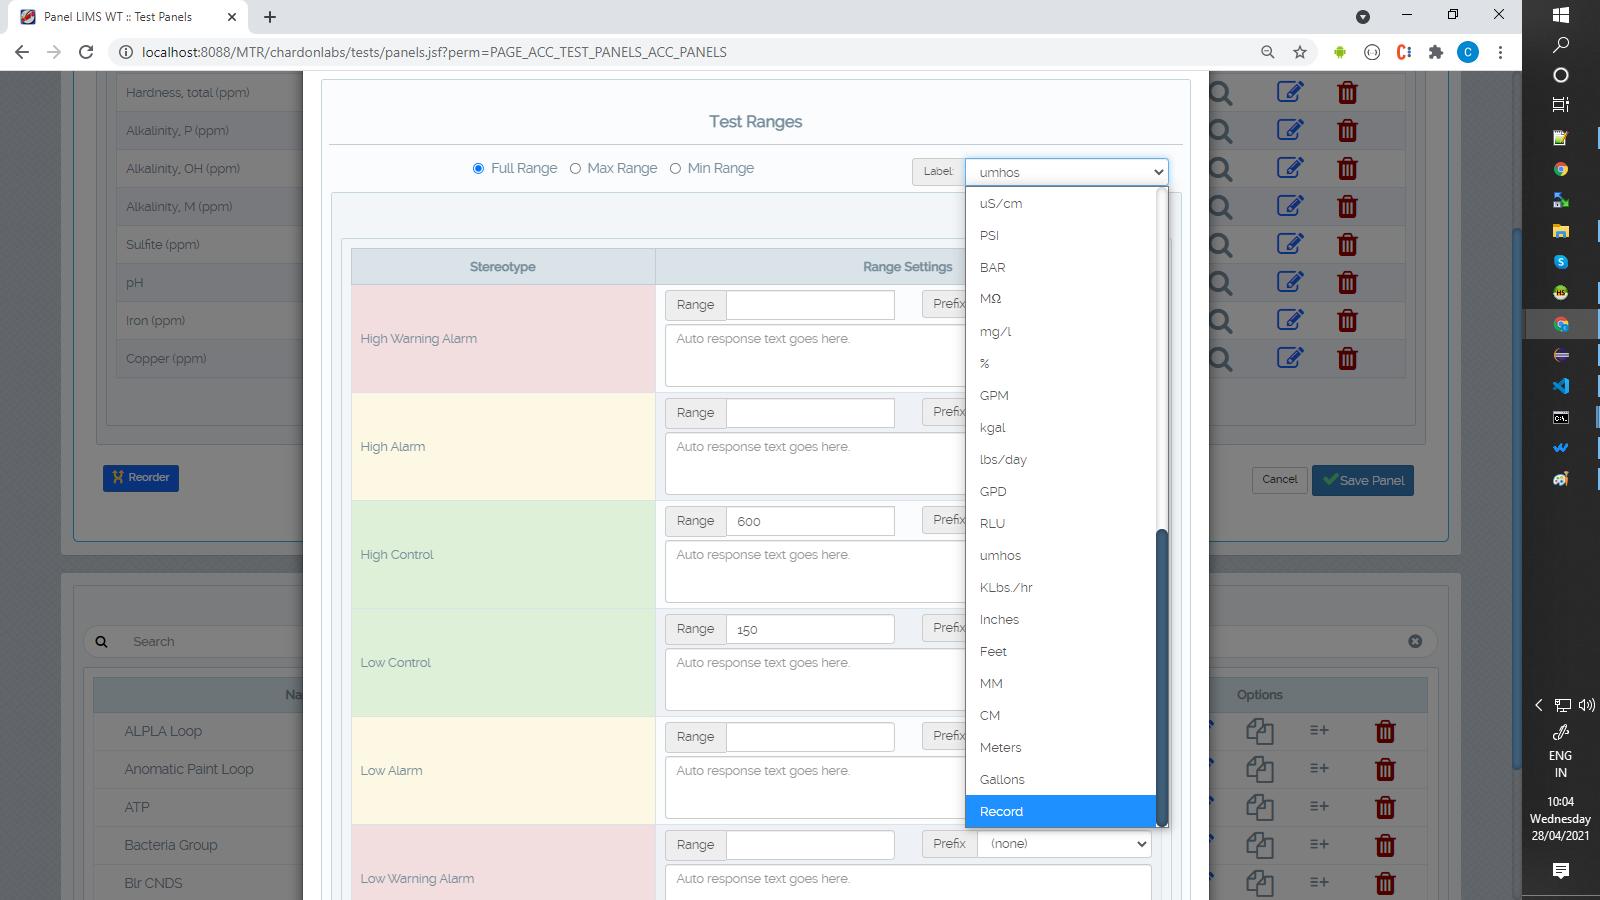 Panel LIMS WT :: Test Panels
localhost:8088/MTR/chardonlabs/tests/panels.jsf?perm=PAGE_ACC_TEST_PANELS_ACC_PANELS
C
Hardness, total (ppm)
Alkalinity, P (ppm)
Alkalinity, OH (ppm)
Alkalinity, M (ppm)
Sulfite (ppm)
pH
Iron (ppm)
Copper (ppm)
Reorder
Cancel
Save Panel
Search
Na
Options
ALPLA Loop
Anomatic Paint Loop
ATP
Bacteria Group
Blr CNDS
Test Ranges
Full Range Max Range Min Range
Label: umhos
Stereotype Range Settings
High Warning Alarm
Range Prefix
Auto response text goes here.
High Alarm
Range Prefix
Auto response text goes here.
High Control
Range 600 Prefix
Auto response text goes here.
Low Control
Range 150 Prefix
Auto response text goes here.
Low Alarm
Range Prefix
Auto response text goes here.
Low Warning Alarm
Range Prefix (none)
Auto response text goes here.
uS/cm
PSI
BAR
MΩ
mg/l
%
GPM
kgal
lbs/day
GPD
RLU
umhos
KLbs./hr
Inches
Feet
MM
CM
Meters
Gallons
Record
ENG
IN
10:04
Wednesday
28/04/2021